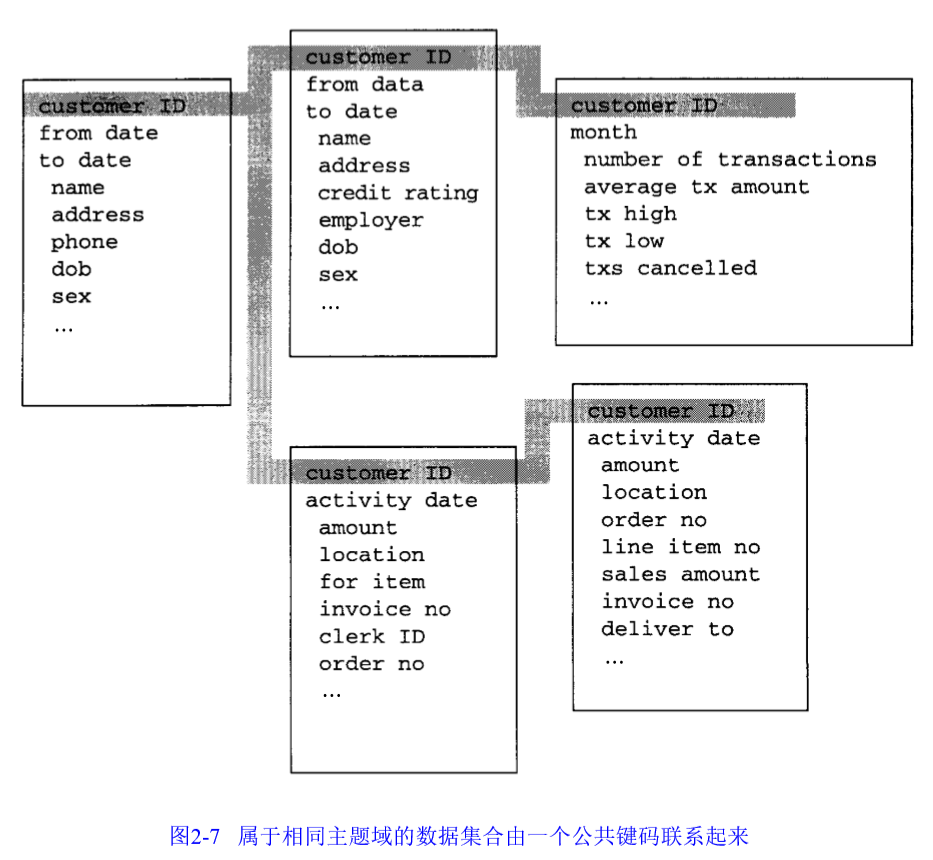 customer ID
from date
to date
name
address
phone
dob
sex
...
customer ID
from data
to date
name
address
credit rating
employer
dob
sex
...
customer ID
month
number of transactions
average tx amount
tx high
tx low
txs cancelled
...
customer ID
activity date
amount
location
for item
invoice no
clerk ID
order no
...
customer ID
activity date
amount
location
order no
line item no
sales amount
invoice no
deliver to
...
图2-7 属于相同主题域的数据集合由一个公共键码联系起来